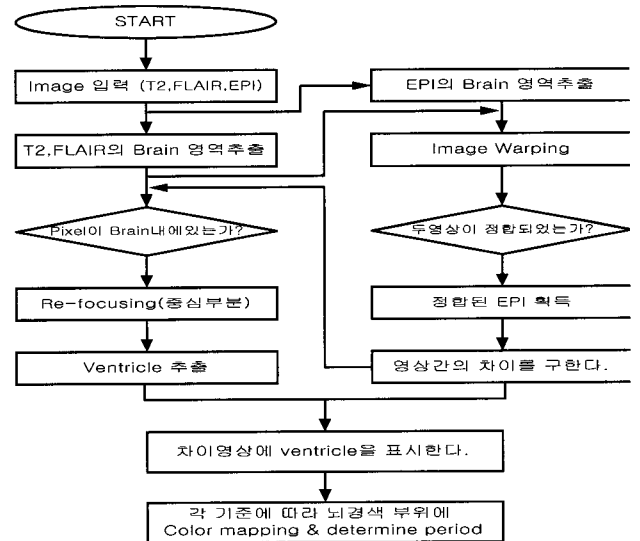 START
Image 입력 (T2,FLAIR,EPI)
EPI의 Brain 영역추출
T2,FLAIR의 Brain 영역추출
Image Warping
Pixel이 Brain내에있는가?
두영상이 정합되었는가?
Re-focusing(중심부분)
정합된 EPI 획득
Ventricle 추출
영상간의 차이를 구한다.
차이영상에 ventricle을 표시한다.
각 기준에 따라 뇌경색 부위에
Color mapping & determine period